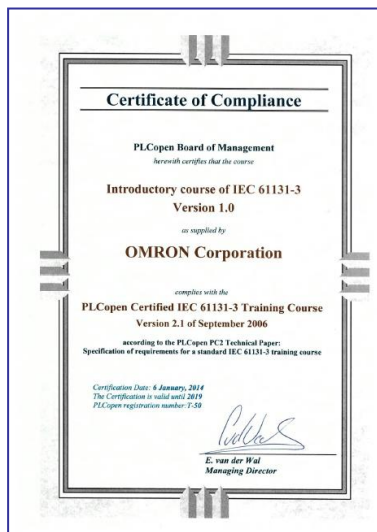 Certificate of Compliance
PLCopen Board of Management
herewith certifies that the course
Introductory course of IEC 61131-3
Version 1.0
as supplied by
OMRON Corporation
complies with the
PLCopen Certified IEC 61131-3 Training Course
Version 2.1 of September 2006
according to the PLCopen PC2 Technical Paper:
Specification of requirements for a standard IEC 61131-3 training course
Certification Date: 6 January, 2014
The Certification is valid until 2019
PLCopen registration number: T-50
E. van der Wal
Managing Director